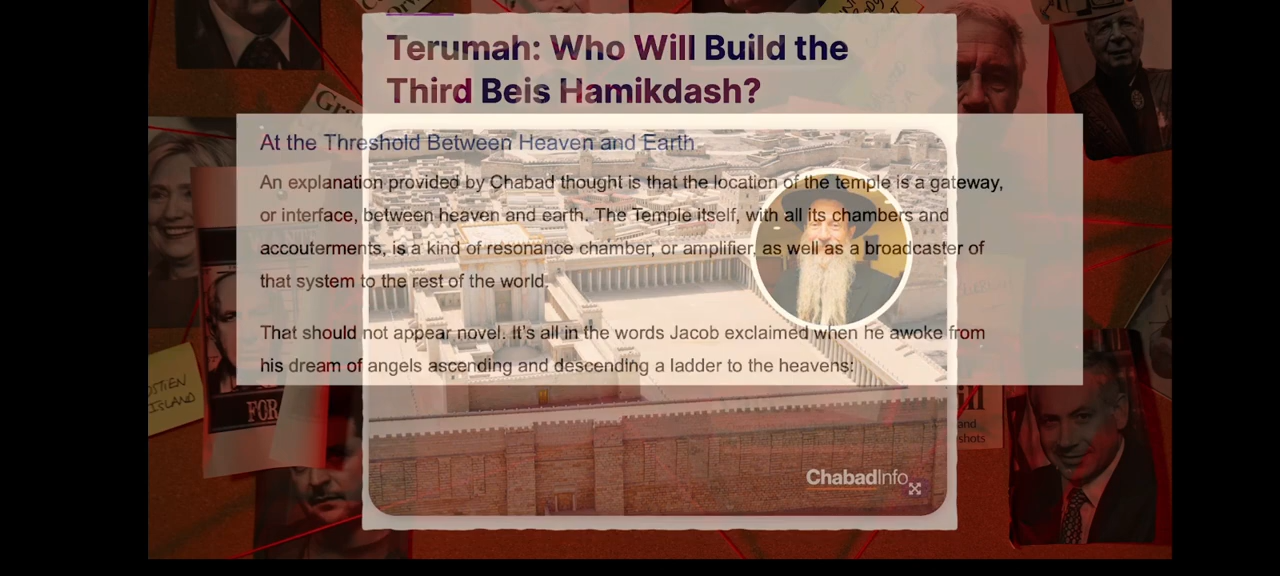 Terumah: Who Will Build the
Third Beis Hamikdash?
At the Threshold Between Heaven and Earth
An explanation provided by Chabad thought is that the location of the temple is a gateway,
or interface, between heaven and earth. The Temple itself, with all its chambers and
accouterments, is a kind of resonance chamber, or amplifier, as well as a broadcaster of
that system to the rest of the world.
That should not appear novel. It's all in the words Jacob exclaimed when he awoke from
his dream of angels ascending and descending a ladder to the heavens:
ISLAND
FOR
and
shots
ChabadInfo